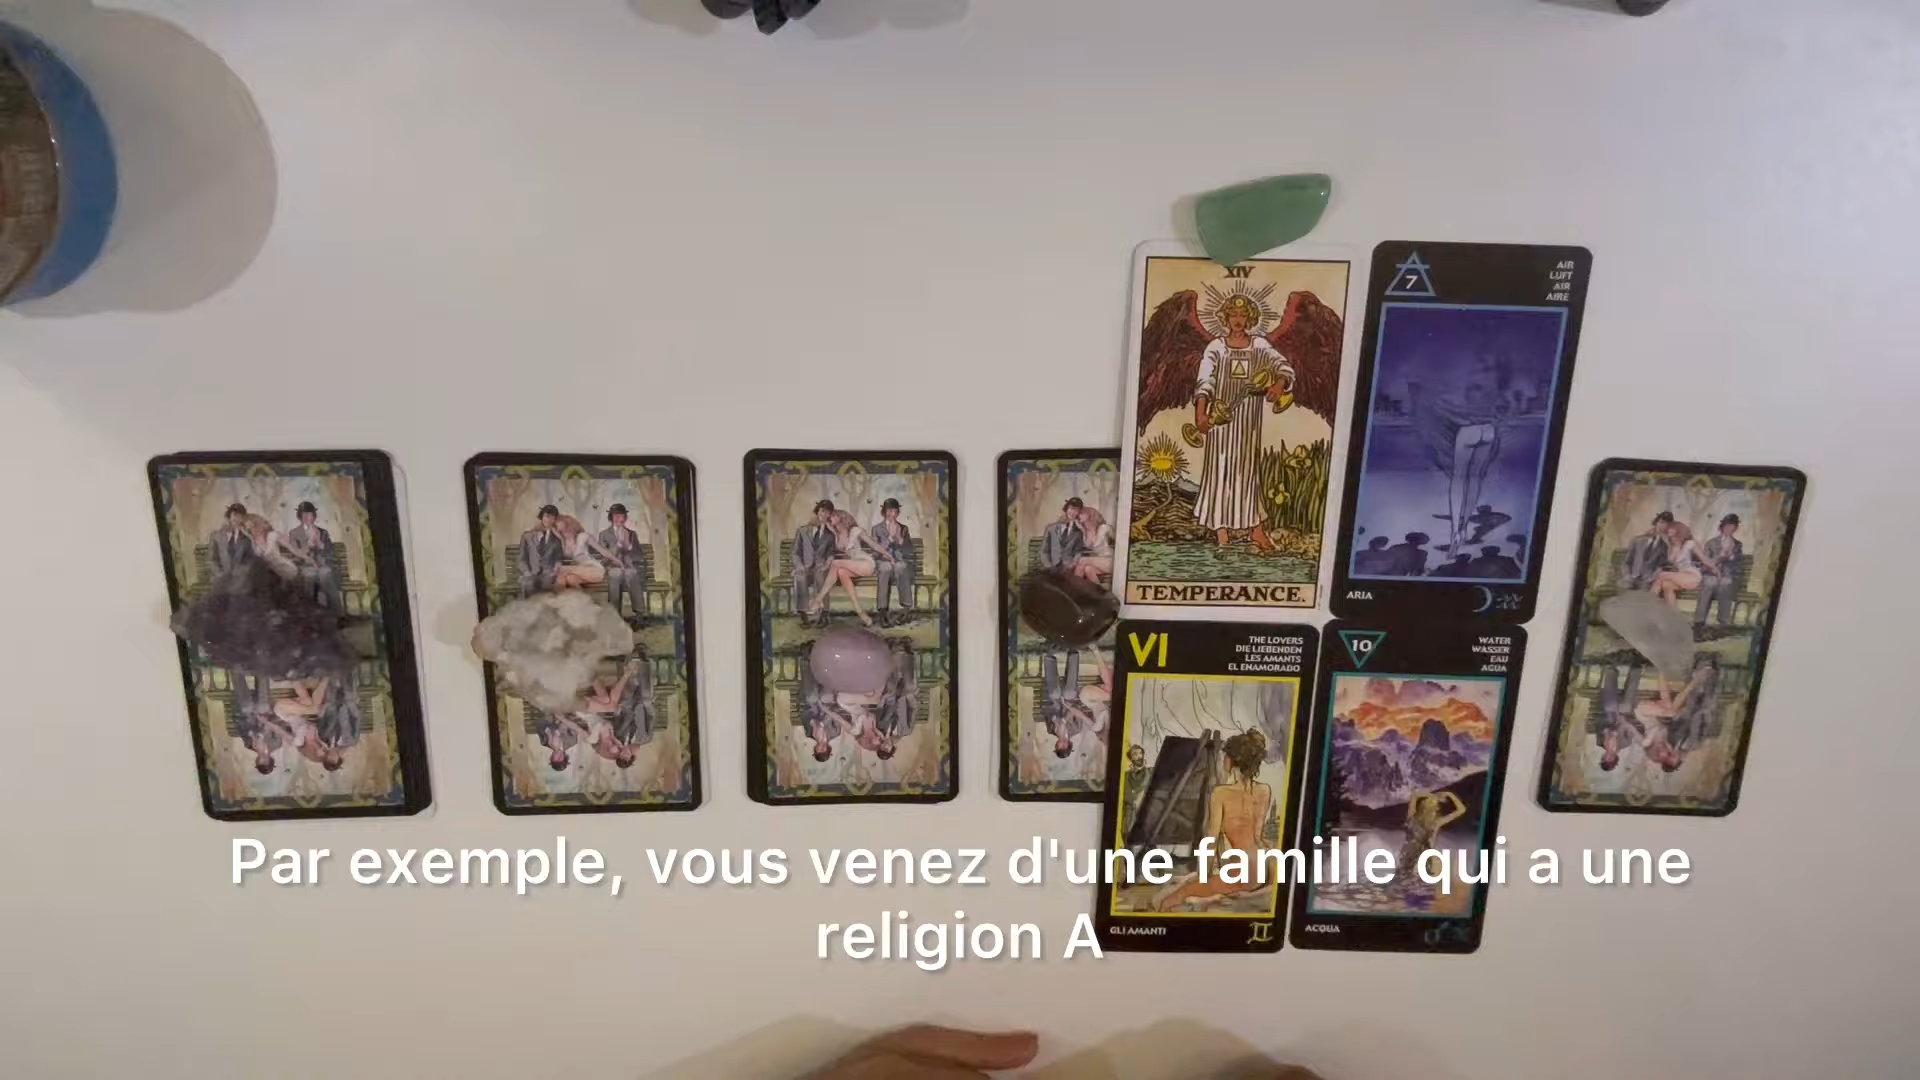 XIV
TEMPERANCE.
7
AIR
LUFT
AIR
AIRE
ARIA
VI
THE LOVERS
DIE LIEBENDEN
LES AMANTS
EL ENAMORADO
GLI AMANTI
10
WATER
WASSER
EAU
AGUA
ACQUA
Par exemple, vous venez d'une famille qui a une
religion A